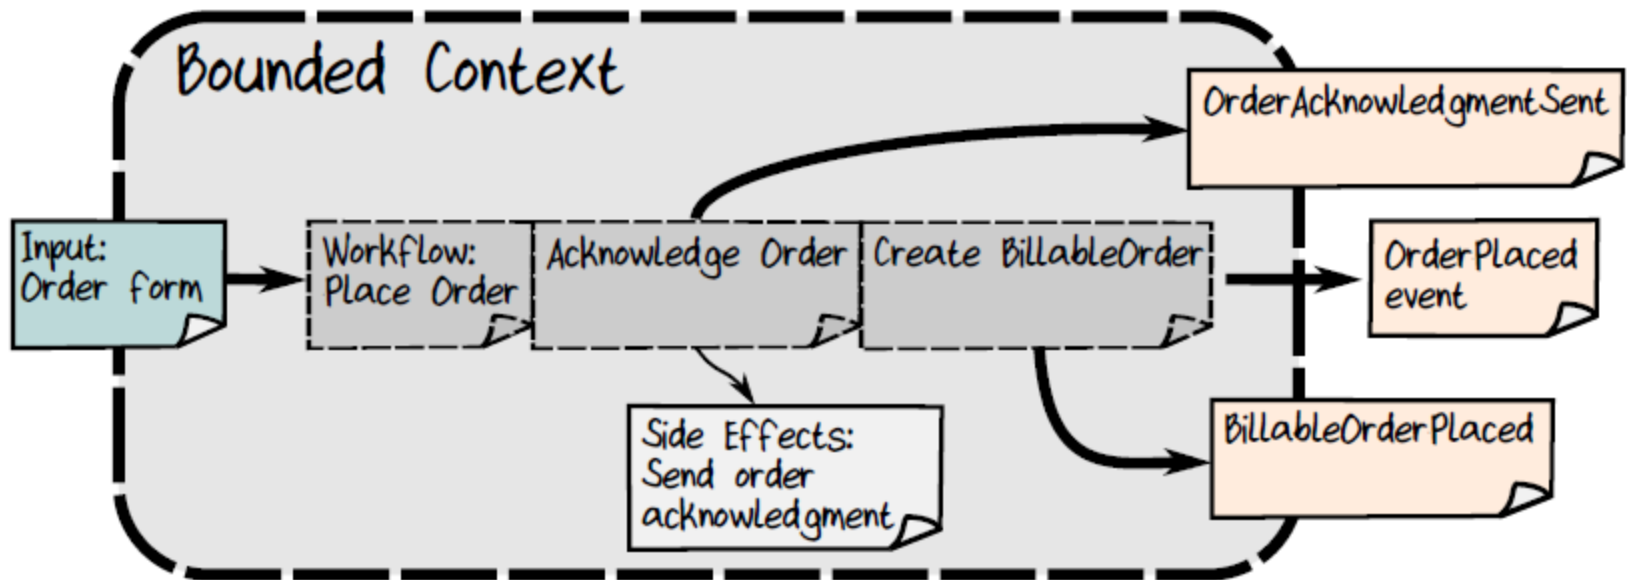 Bounded Context
OrderAcknowledgmentSent
Input:
Order form
Workflow:
Place Order
Acknowledge Order
Create BillableOrder
OrderPlaced
event
Side Effects:
Send order
acknowledgment
BillableOrderPlaced